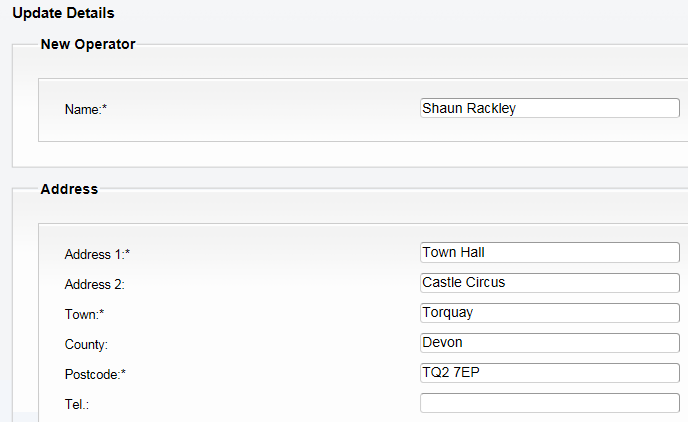 Update Details
New Operator
Name:* Shaun Rackley
Address
Address 1:* Town Hall
Address 2: Castle Circus
Town:* Torquay
County: Devon
Postcode:* TQ2 7EP
Tel.: